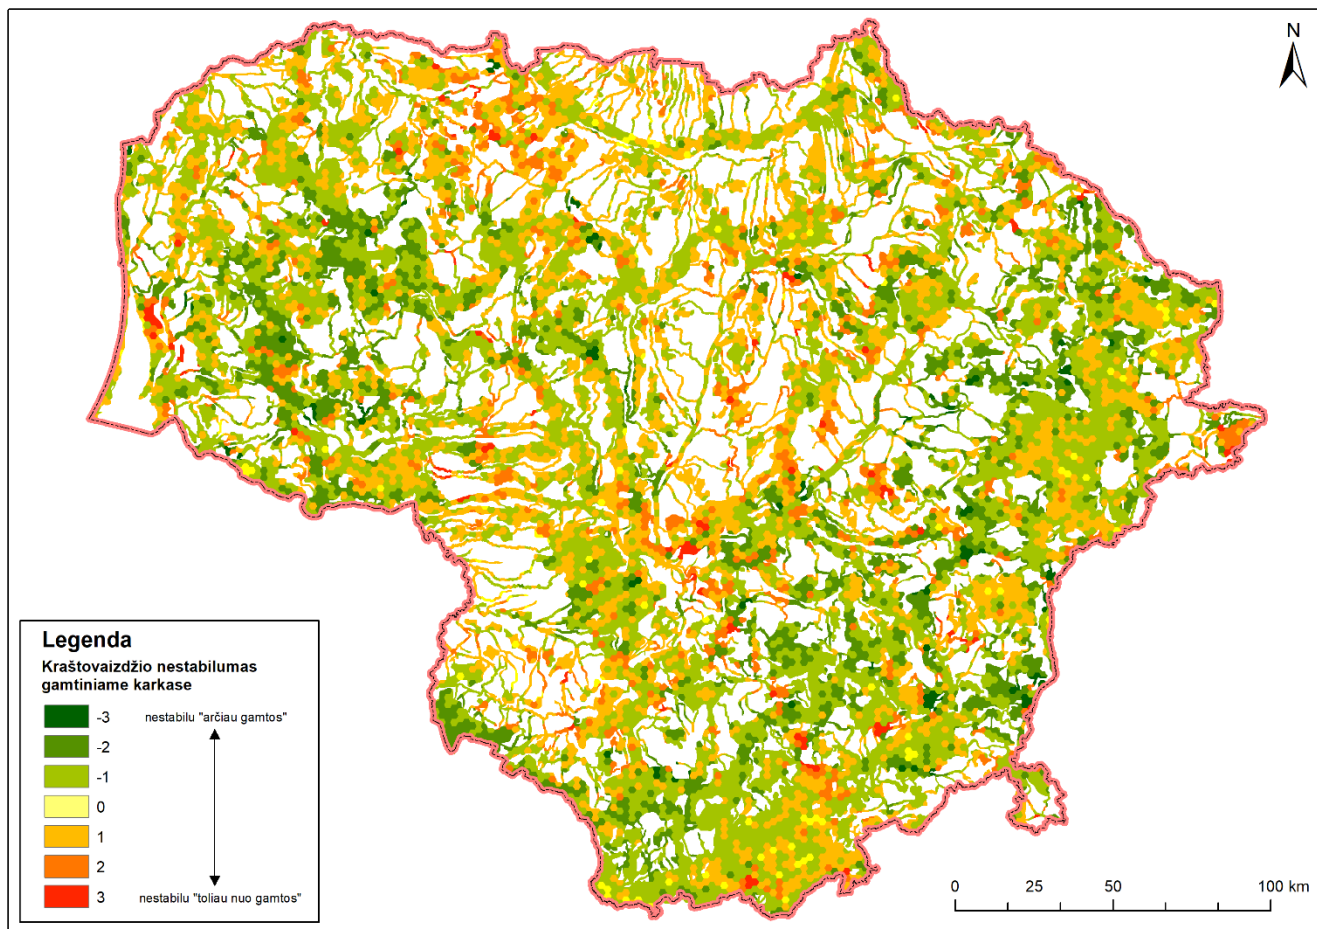 N
Legenda
Kraštovaizdžio nestabilumas
gamtiniame karkase
-3 nestabilu "arčiau gamtos"
-2
-1
0
1
2
3 nestabilu "toliau nuo gamtos"
0 25 50 100 km